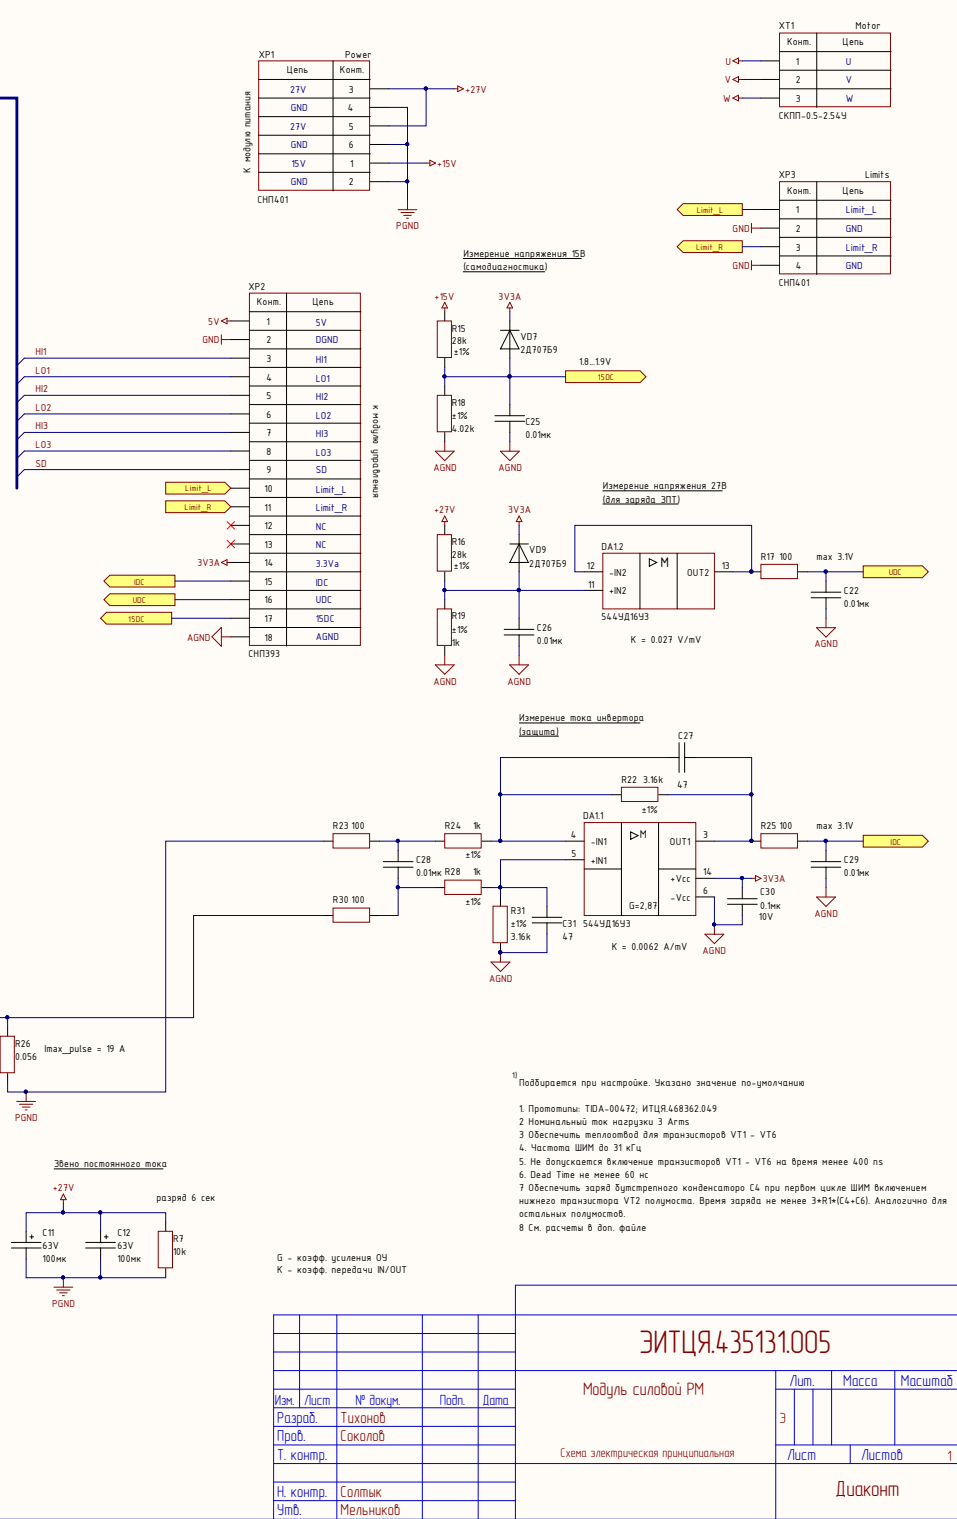 XT1 Motor
Конт. Цепь
U 1 U
V 2 V
W 3 W
СКПП-0.5-2.54У
XP1 Power
Цепь Конт.
27V 3
GND 4
27V 5
GND 6
15V 1
GND 2
К модулю питания
СНП401
+27V
+15V
PGND
XP3 Limits
Конт. Цепь
Limit_L 1 Limit_L
GND 2 GND
Limit_R 3 Limit_R
GND 4 GND
СНП401
XP2
Конт. Цепь
5V 1 5V
GND 2 DGND
HI1 3 HI1
LO1 4 LO1
HI2 5 HI2
LO2 6 LO2
HI3 7 HI3
LO3 8 LO3
SD 9 SD
Limit_L 10 Limit_L
Limit_R 11 Limit_R
12 NC
13 NC
3V3A 14 3.3Va
IDC 15 IDC
UDC 16 UDC
15DC 17 15DC
AGND 18 AGND
СНП393
к модулю управления
Измерение напряжения 15В
(самодиагностика)
+15V 3V3A
R15
28k
±1%
VD7
2Д707Б9
1.8...1.9V
15DC
R18
±1%
4.02k
C25
0.01мк
AGND AGND
Измерение напряжения 27В
(для заряда ЗПТ)
+27V 3V3A
R16
28k
±1%
VD9
2Д707Б9
DA1.2
12 -IN2 ▷M OUT2 13
11 +IN2
544УД16У3
K = 0.027 V/mV
R17 100 max 3.1V
UDC
C22
0.01мк
AGND
R19
±1%
1k
C26
0.01мк
AGND AGND
Измерение тока инвертора
(защита)
C27
47
R22 3.16k
±1%
R23 100 R24 1k
±1%
DA1.1
4 -IN1 ▷M OUT1 3
5 +IN1
+Vcc 14
-Vcc 6
G=2,87
544УД16У3
K = 0.0062 A/mV
R25 100 max 3.1V
IDC
C28
0.01мк
R28 1k
±1%
C29
0.01мк
3V3A
C30
0.1мк
10V
R30 100
R31
±1%
3.16k
C31
47
AGND AGND AGND
R26
0.056
Imax_pulse = 19 A
PGND
1) Подбирается при настройке. Указано значение по-умолчанию
1. Прототипы: TIDA-00472; ИТЦЯ.468362.049
2 Номинальный ток нагрузки 3 Arms
3 Обеспечить теплоотвод для транзисторов VT1 - VT6
4. Частота ШИМ до 31 кГц
5. Не допускается включение транзисторов VT1 - VT6 на время менее 400 ns
6. Dead Time не менее 60 нс
7 Обеспечить заряд бутстрепного конденсатора C4 при первом цикле ШИМ включением
нижнего транзистора VT2 полумоста. Время заряда не менее 3*R1*(C4+C6). Аналогично для
остальных полумостов.
8 См. расчеты в доп. файле
Звено постоянного тока
+27V
разряд 6 сек
C11
63V
100мк
C12
63V
100мк
R7
10k
PGND
G - коэфф. усиления ОУ
K - коэфф. передачи IN/OUT
ЭИТЦЯ.435131.005
Модуль силовой РМ
Лит. Масса Масштаб
Э
Изм. Лист № докум. Подп. Дата
Разраб. Тихонов
Пров. Соколов
Т. контр.
Схема электрическая принципиальная
Лист Листов 1
Н. контр. Солтык
Утв. Мельников
Диаконт